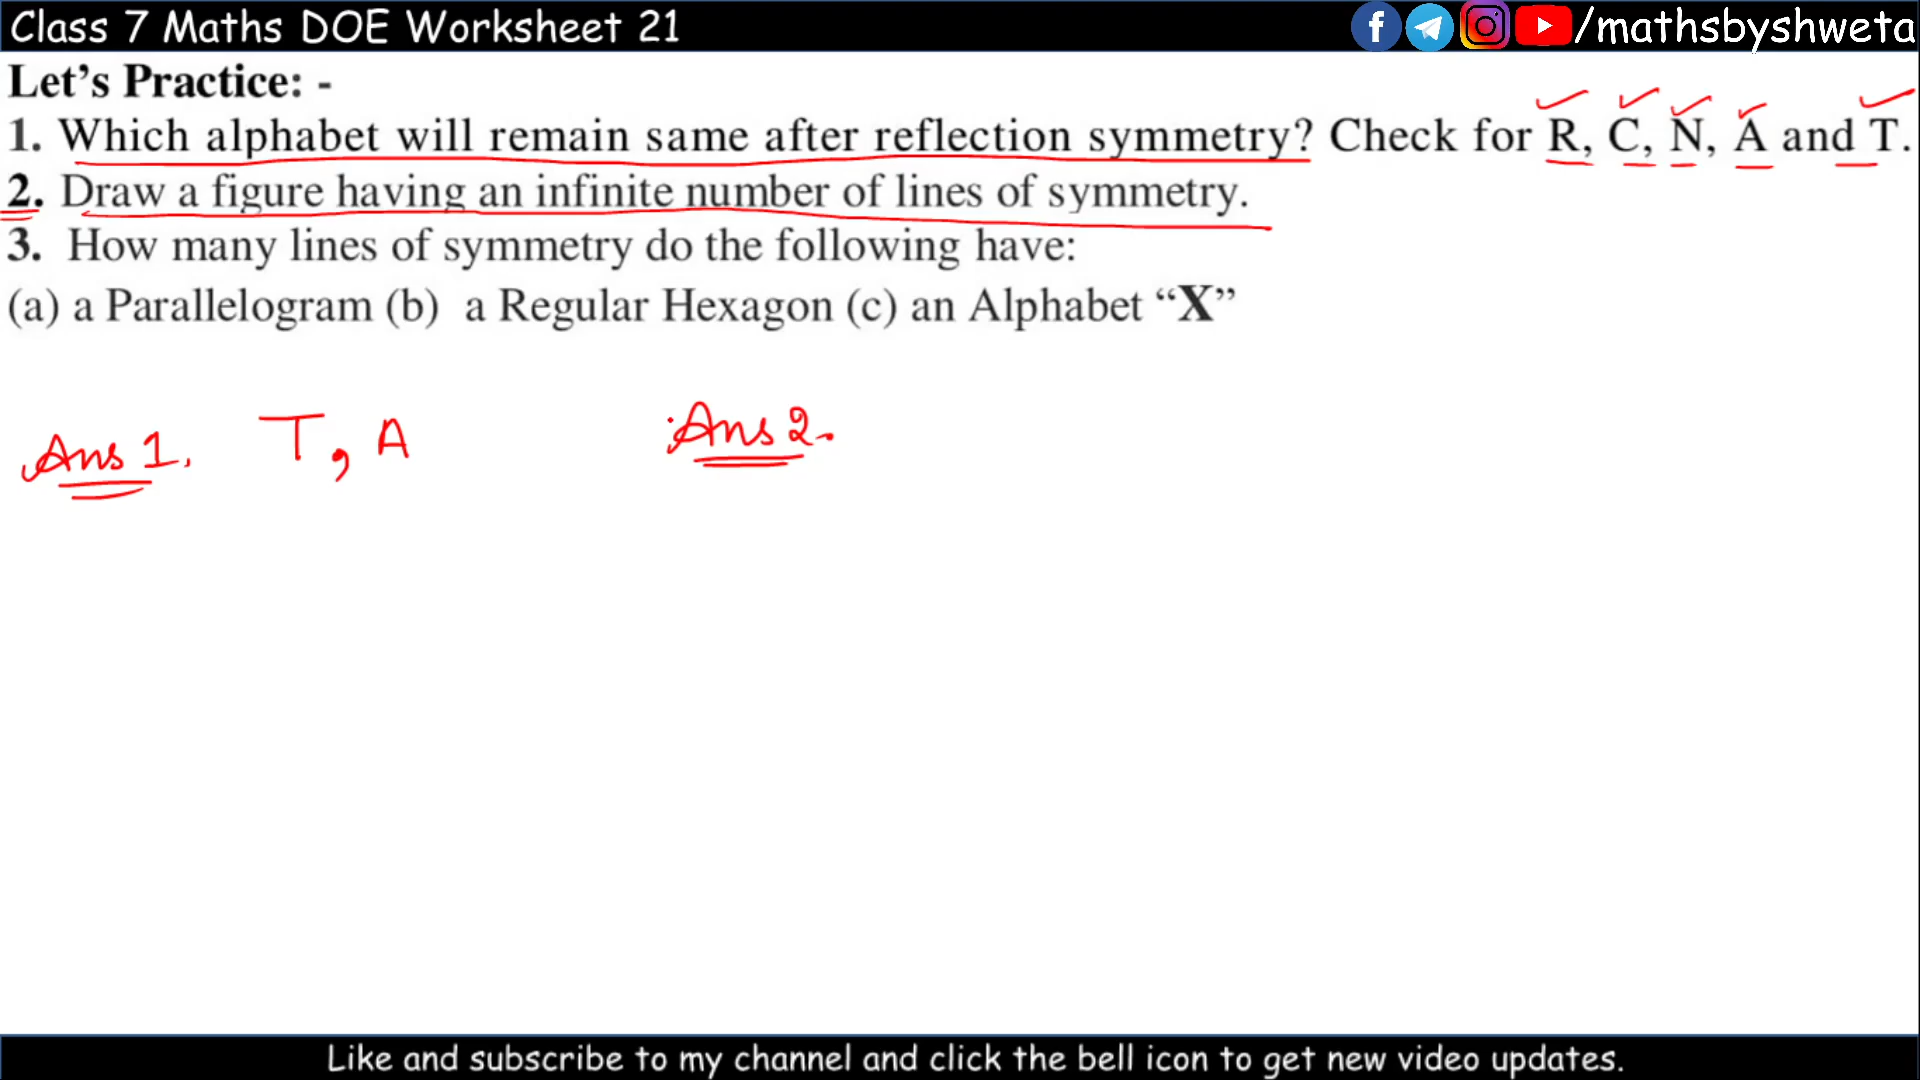 Class 7 Maths DOE Worksheet 21
/mathsbyshweta
Let’s Practice: -
1. Which alphabet will remain same after reflection symmetry? Check for R, C, N, A and T.
2. Draw a figure having an infinite number of lines of symmetry.
3. How many lines of symmetry do the following have:
(a) a Parallelogram (b) a Regular Hexagon (c) an Alphabet “X”
Ans 1. T, A
Ans 2.
Like and subscribe to my channel and click the bell icon to get new video updates.